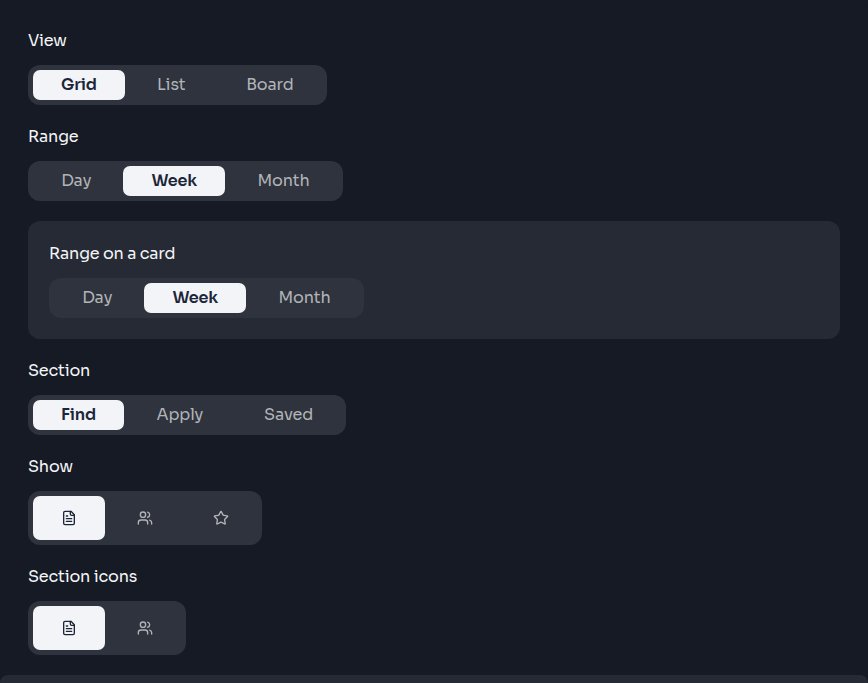 View
Grid List Board
Range
Day Week Month
Range on a card
Day Week Month
Section
Find Apply Saved
Show
Section icons